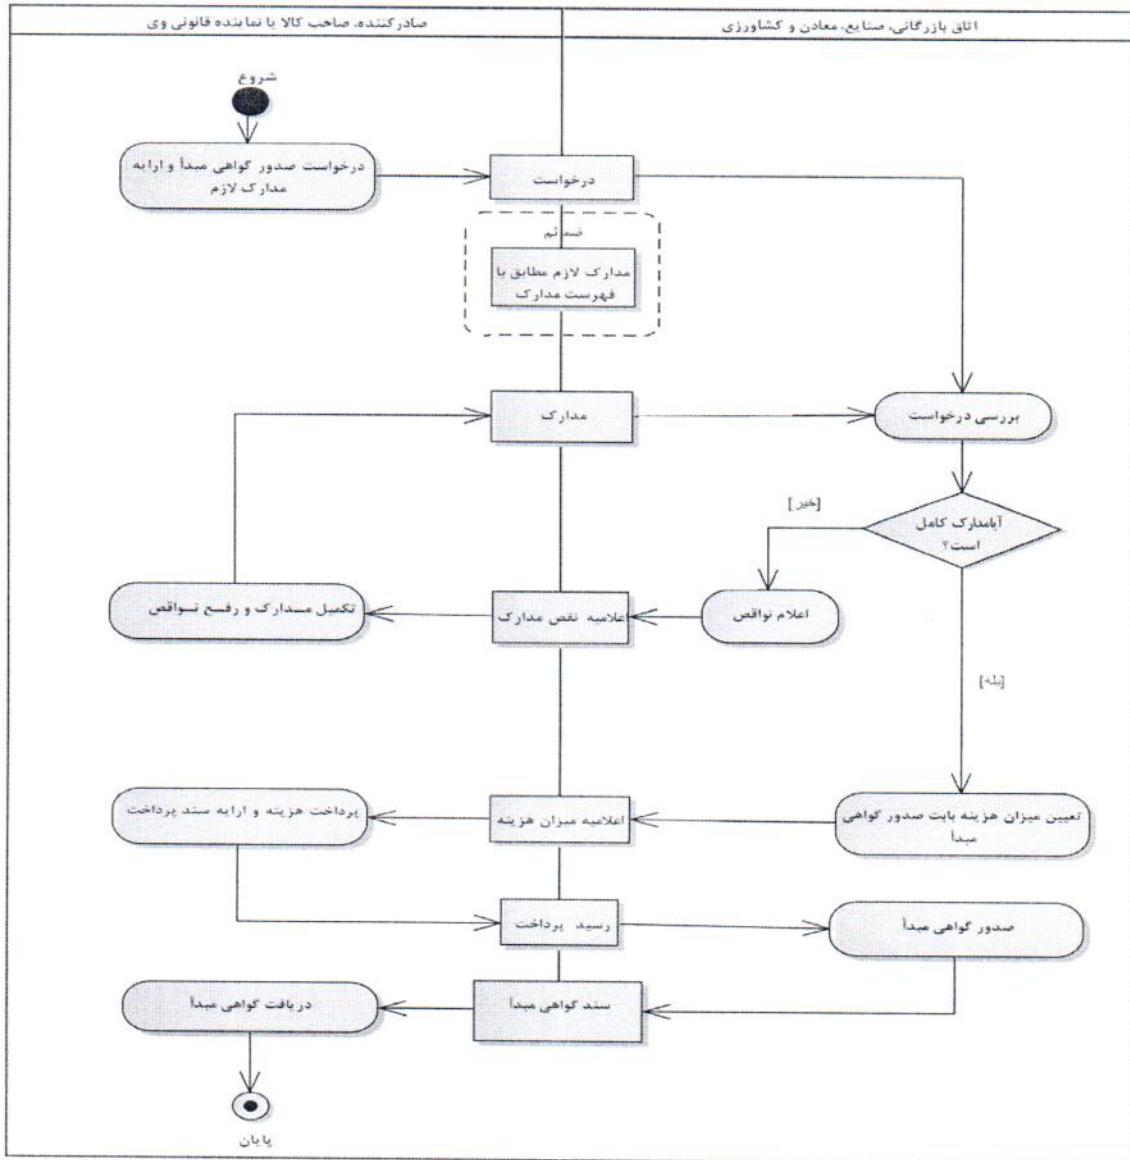 اتاق بازرگانی، صنایع، معادن و کشاورزی
صادرکننده، صاحب کالا یا نماینده قانونی وی
شروع
درخواست صدور گواهی مبدأ و ارایه
مدارک لازم
درخواست
ضمائم
مدارک لازم مطابق با
فهرست مدارک
مدارک
بررسی درخواست
آیامدارک کامل
است؟
[خیر]
[بله]
اعلام نواقص
اعلامیه نقص مدارک
تکمیل مدارک و رفع نواقص
تعیین میزان هزینه بابت صدور گواهی
مبدأ
اعلامیه میزان هزینه
پرداخت هزینه و ارایه سند پرداخت
رسید پرداخت
صدور گواهی مبدأ
سند گواهی مبدأ
دریافت گواهی مبدأ
پایان